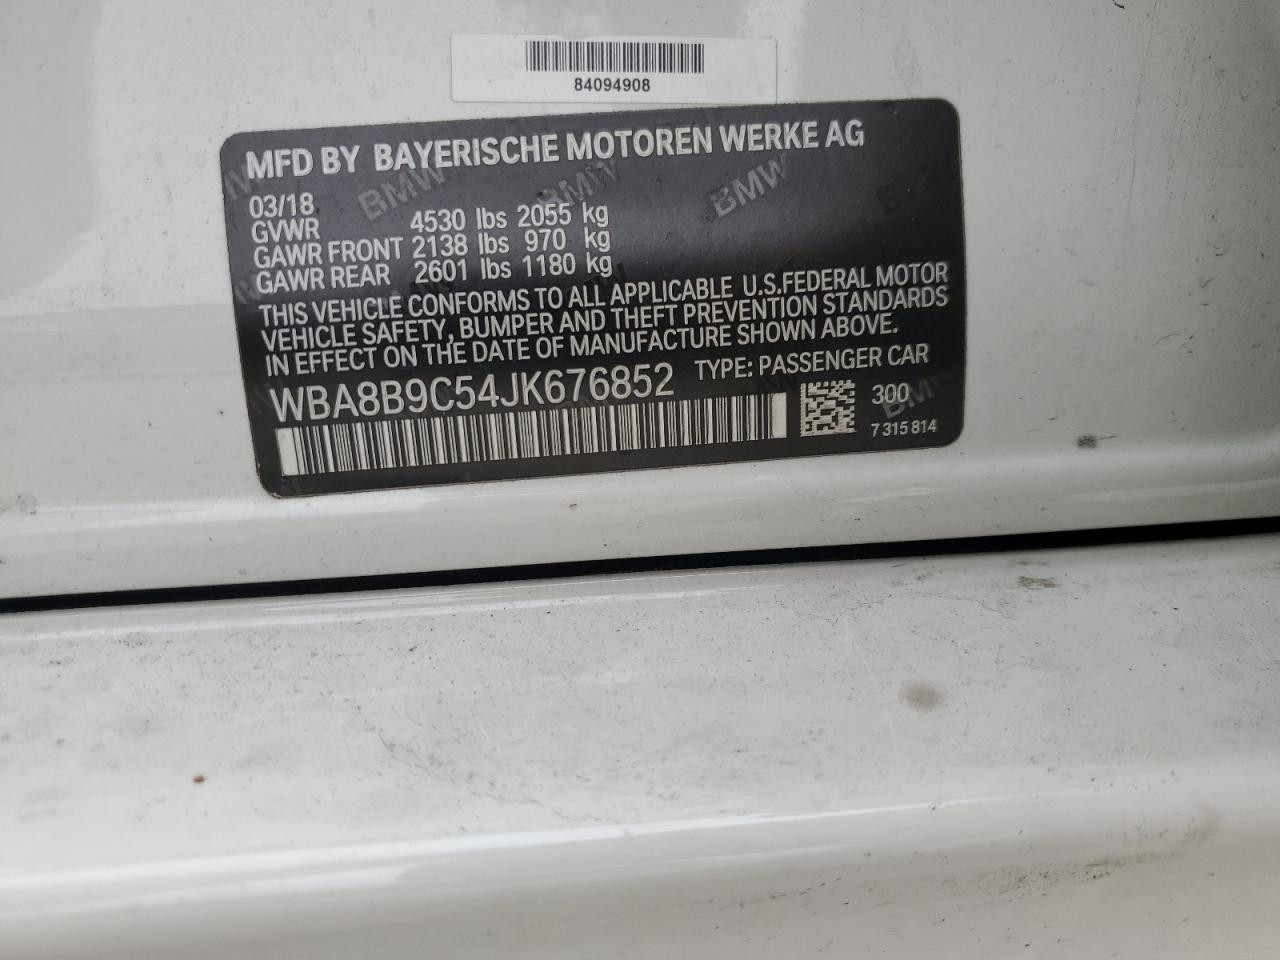 84094908
MFD BY BAYERISCHE MOTOREN WERKE AG
03/18
GVWR 4530 lbs 2055 kg
GAWR FRONT 2138 lbs 970 kg
GAWR REAR 2601 lbs 1180 kg
THIS VEHICLE CONFORMS TO ALL APPLICABLE U.S.FEDERAL MOTOR
VEHICLE SAFETY, BUMPER AND THEFT PREVENTION STANDARDS
IN EFFECT ON THE DATE OF MANUFACTURE SHOWN ABOVE.
WBA8B9C54JK676852 TYPE: PASSENGER CAR
300
7 315 814